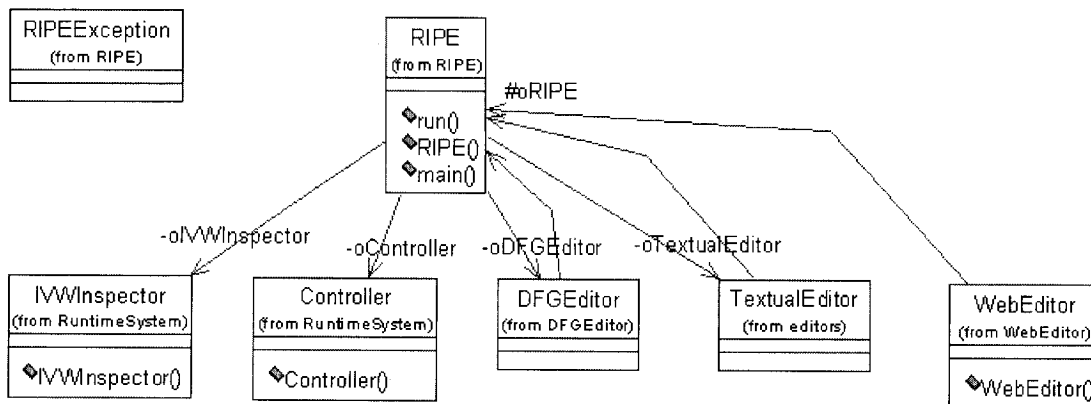 RIPEException
(from RIPE)
RIPE
(from RIPE)
run()
RIPE()
main()
#oRIPE
-oIVWInspector
-oController
-oDFGEditor
-oTextualEditor
IVWInspector
(from RuntimeSystem)
IVWInspector()
Controller
(from RuntimeSystem)
Controller()
DFGEditor
(from DFGEditor)
TextualEditor
(from editors)
WebEditor
(from WebEditor)
WebEditor()